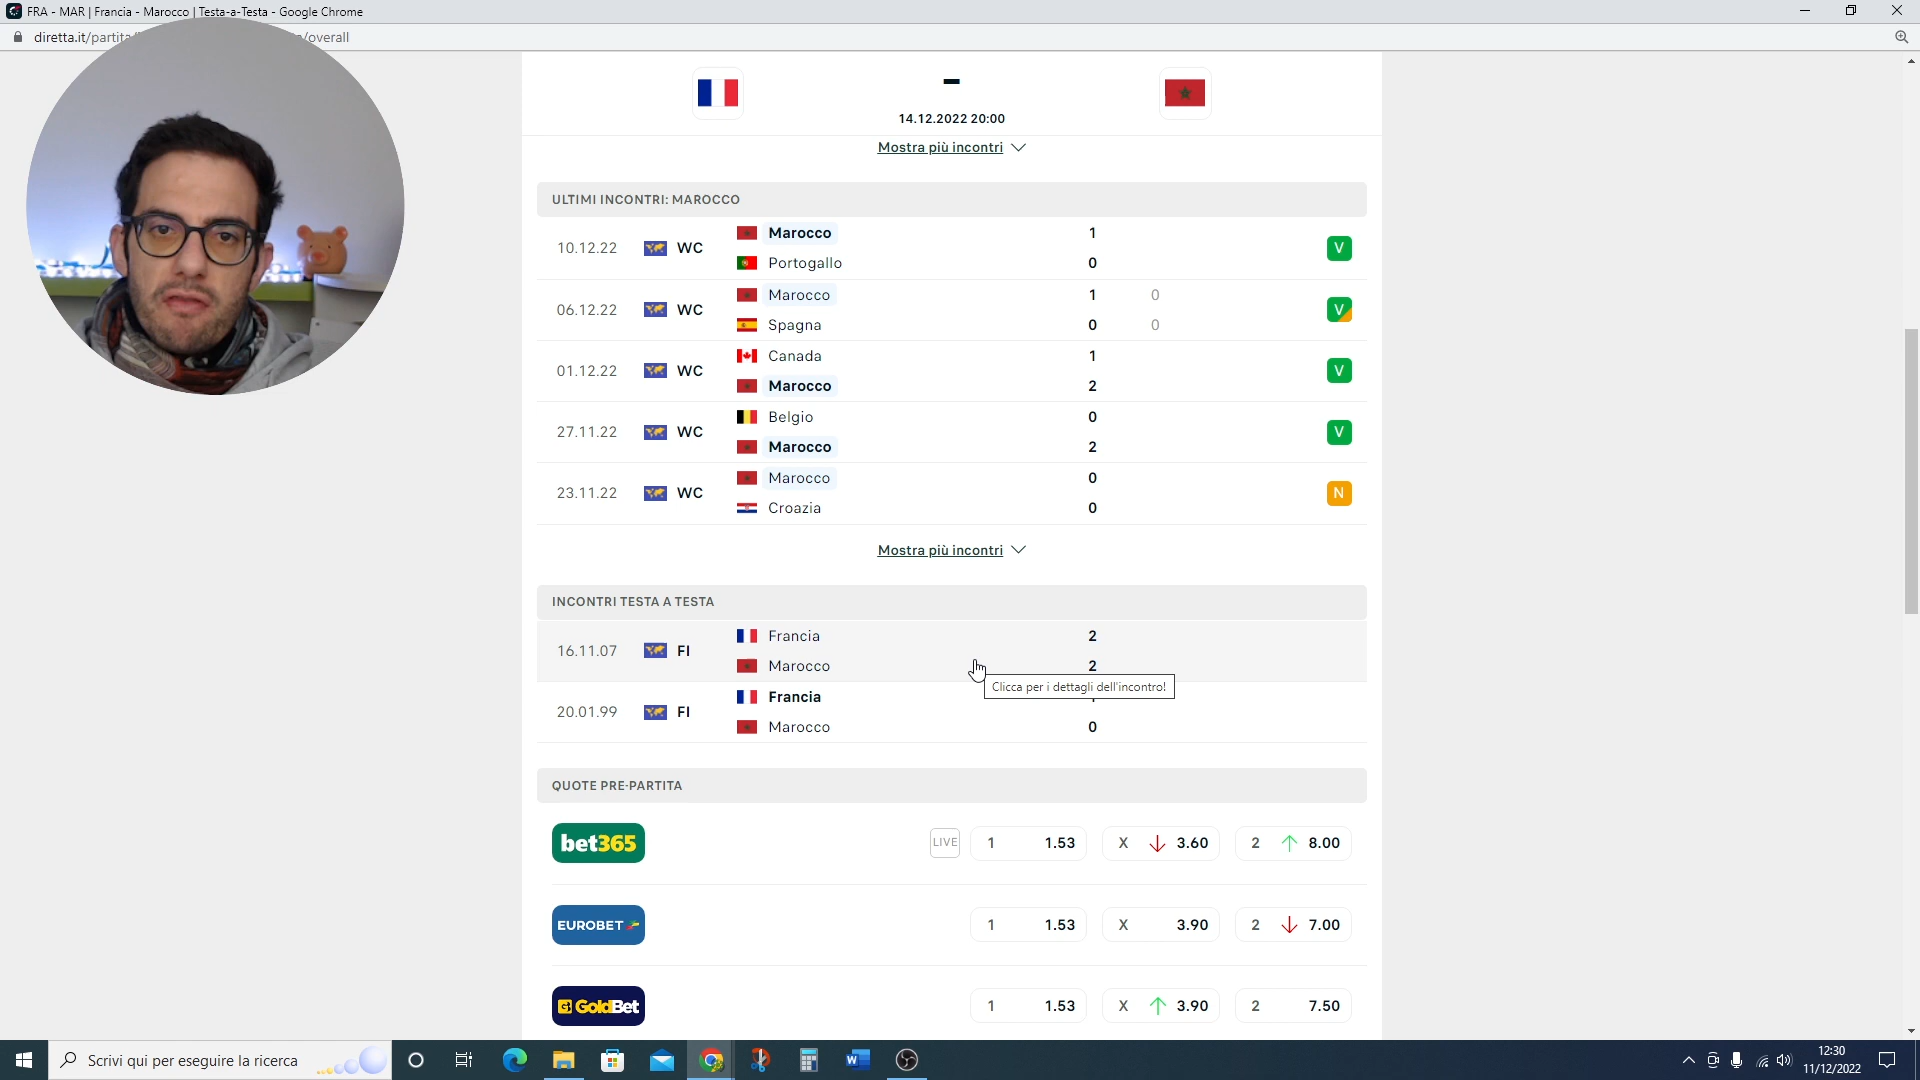 FRA - MAR | Francia - Marocco | Testa-a-Testa - Google Chrome
diretta.it/partita/ /overall
14.12.2022 20:00
Mostra più incontri
ULTIMI INCONTRI: MAROCCO
10.12.22 WC Marocco 1 V
Portogallo 0
06.12.22 WC Marocco 1 0 V
Spagna 0 0
01.12.22 WC Canada 1 V
Marocco 2
27.11.22 WC Belgio 0 V
Marocco 2
23.11.22 WC Marocco 0 N
Croazia 0
Mostra più incontri
INCONTRI TESTA A TESTA
16.11.07 FI Francia 2
Marocco 2
Clicca per i dettagli dell'incontro!
20.01.99 FI Francia
Marocco 0
QUOTE PRE-PARTITA
bet365 LIVE 1 1.53 X 3.60 2 8.00
EUROBET 1 1.53 X 3.90 2 7.00
GoldBet 1 1.53 X 3.90 2 7.50
Scrivi qui per eseguire la ricerca
12:30
11/12/2022